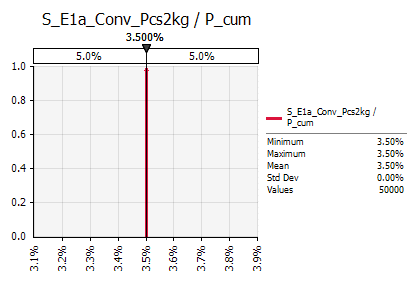 S_E1a_Conv_Pcs2kg / P_cum
3.500%
5.0% 5.0%
1.0
0.8
0.6
0.4
0.2
0.0
3.1%
3.2%
3.3%
3.4%
3.5%
3.6%
3.7%
3.8%
3.9%
S_E1a_Conv_Pcs2kg /
P_cum
Minimum 3.50%
Maximum 3.50%
Mean 3.50%
Std Dev 0.00%
Values 50000